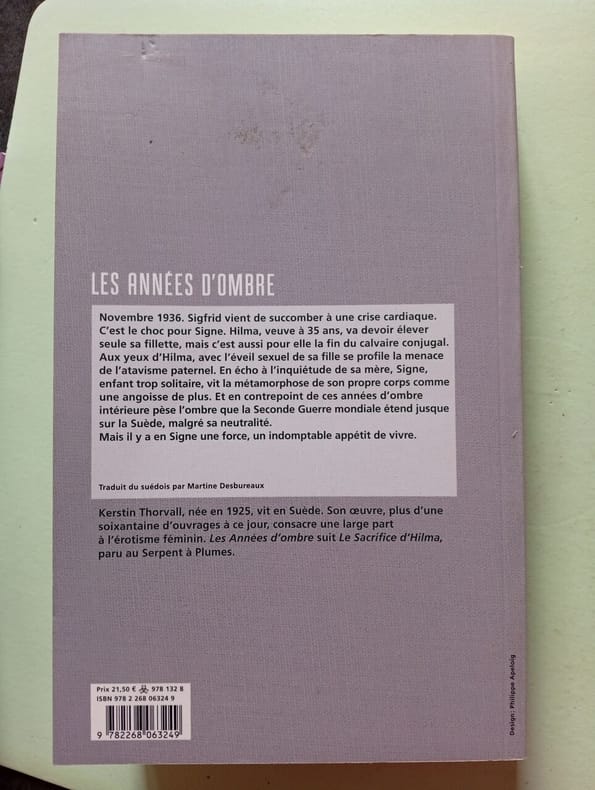 LES ANNÉES D'OMBRE
Novembre 1936. Sigfrid vient de succomber à une crise cardiaque.
C'est le choc pour Signe. Hilma, veuve à 35 ans, va devoir élever
seule sa fillette, mais c'est aussi pour elle la fin du calvaire conjugal.
Aux yeux d'Hilma, avec l'éveil sexuel de sa fille se profile la menace
de l'atavisme paternel. En écho à l'inquiétude de sa mère, Signe,
enfant trop solitaire, vit la métamorphose de son propre corps comme
une angoisse de plus. Et en contrepoint de ces années d'ombre
intérieure pèse l'ombre que la Seconde Guerre mondiale étend jusque
sur la Suède, malgré sa neutralité.
Mais il y a en Signe une force, un indomptable appétit de vivre.
Traduit du suédois par Martine Desbureaux
Kerstin Thorvall, née en 1925, vit en Suède. Son œuvre, plus d'une
soixantaine d'ouvrages à ce jour, consacre une large part
à l'érotisme féminin. Les Années d'ombre suit Le Sacrifice d'Hilma,
paru au Serpent à Plumes.
Prix 21,50 € 978 132 8
ISBN 978 2 268 06324 9
9 782268 063249
Design: Philippe Apeloig